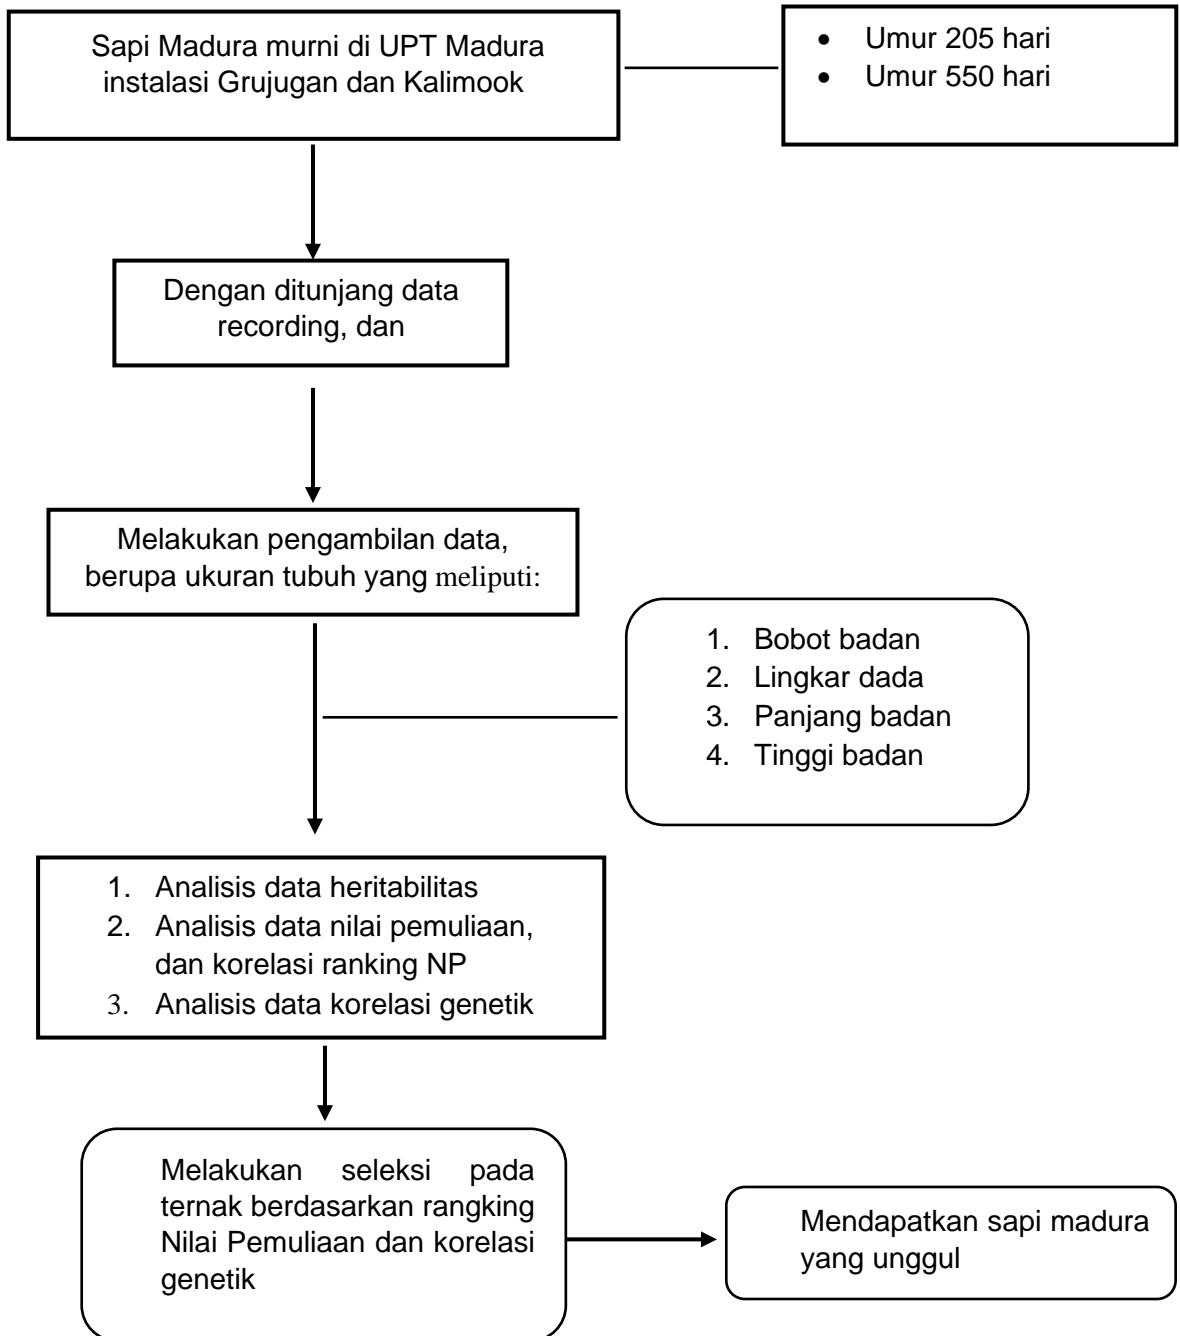 Sapi Madura murni di UPT Madura
instalasi Grujugan dan Kalimook
• Umur 205 hari
• Umur 550 hari
Dengan ditunjang data
recording, dan
Melakukan pengambilan data,
berupa ukuran tubuh yang meliputi:
1. Bobot badan
2. Lingkar dada
3. Panjang badan
4. Tinggi badan
1. Analisis data heritabilitas
2. Analisis data nilai pemuliaan,
dan korelasi ranking NP
3. Analisis data korelasi genetik
Melakukan seleksi pada
ternak berdasarkan rangking
Nilai Pemuliaan dan korelasi
genetik
Mendapatkan sapi madura
yang unggul